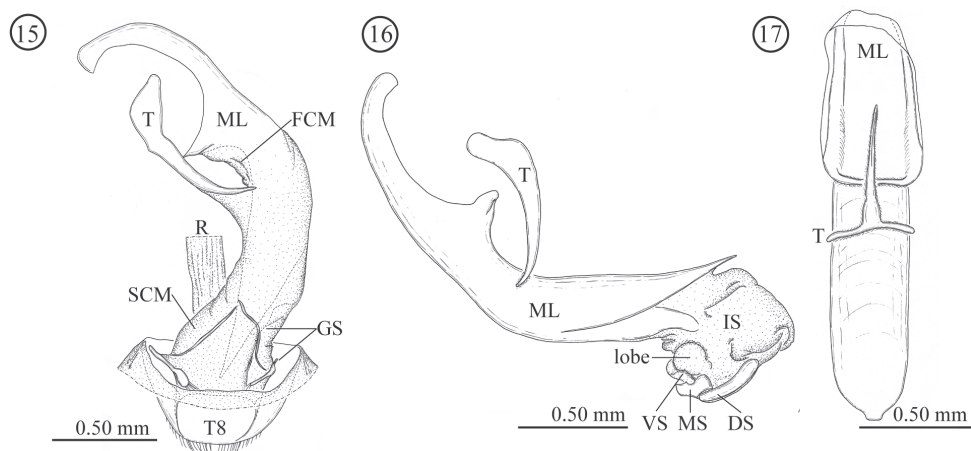 15
T
ML
FCM
R
SCM
GS
T8
0.50 mm
16
T
ML
IS
lobe
VS MS DS
0.50 mm
17
ML
T
0.50 mm